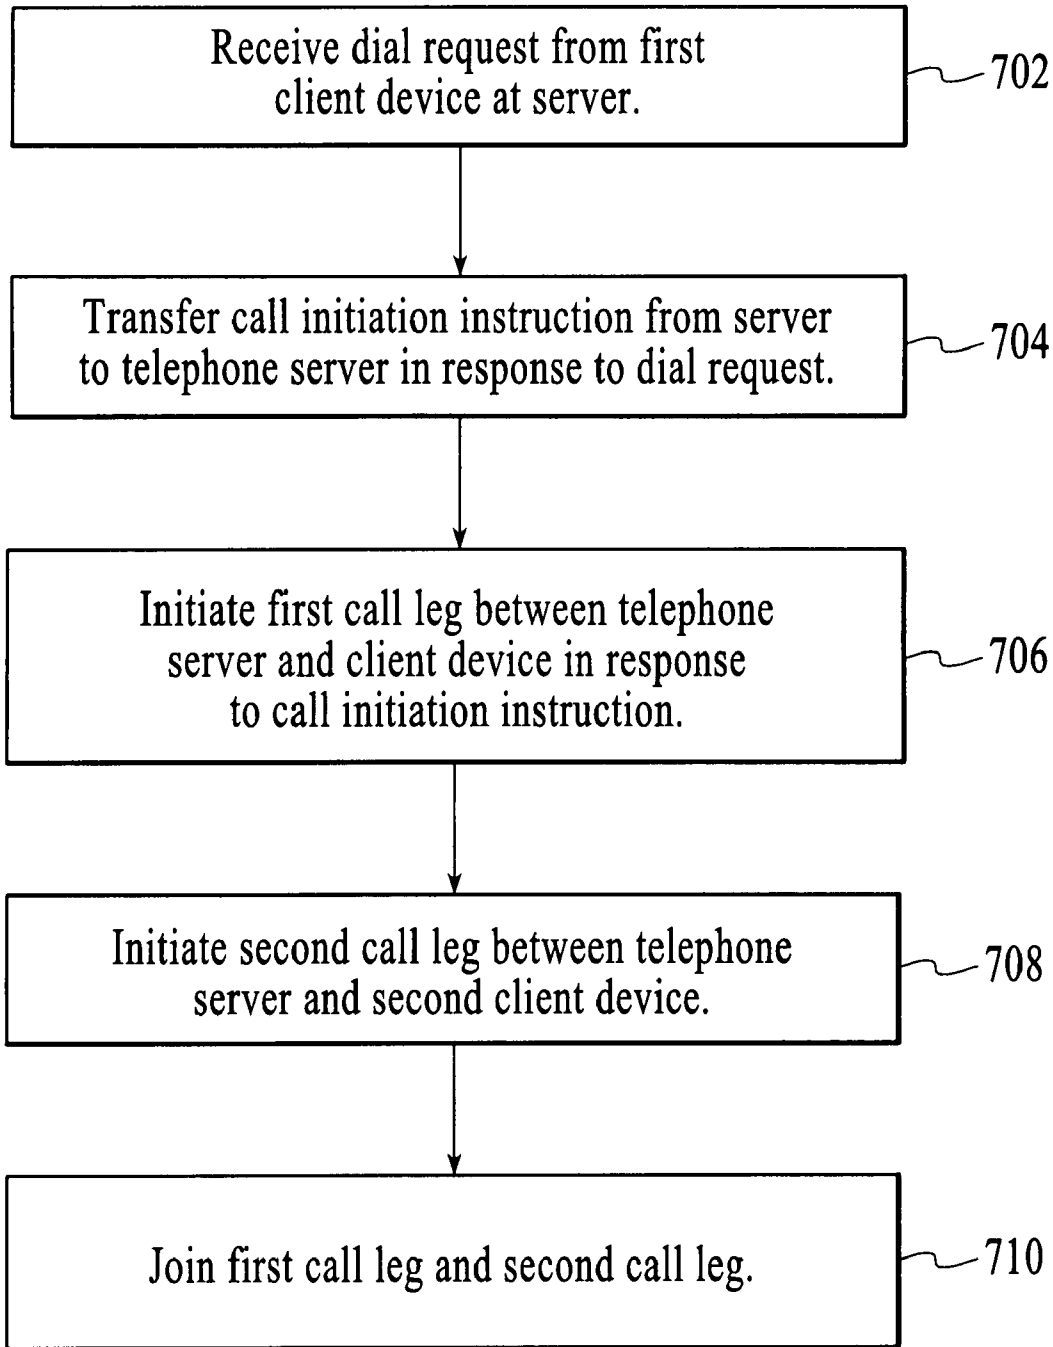 Receive dial request from first
client device at server.
702
Transfer call initiation instruction from server
to telephone server in response to dial request.
704
Initiate first call leg between telephone
server and client device in response
to call initiation instruction.
706
Initiate second call leg between telephone
server and second client device.
708
Join first call leg and second call leg.
710